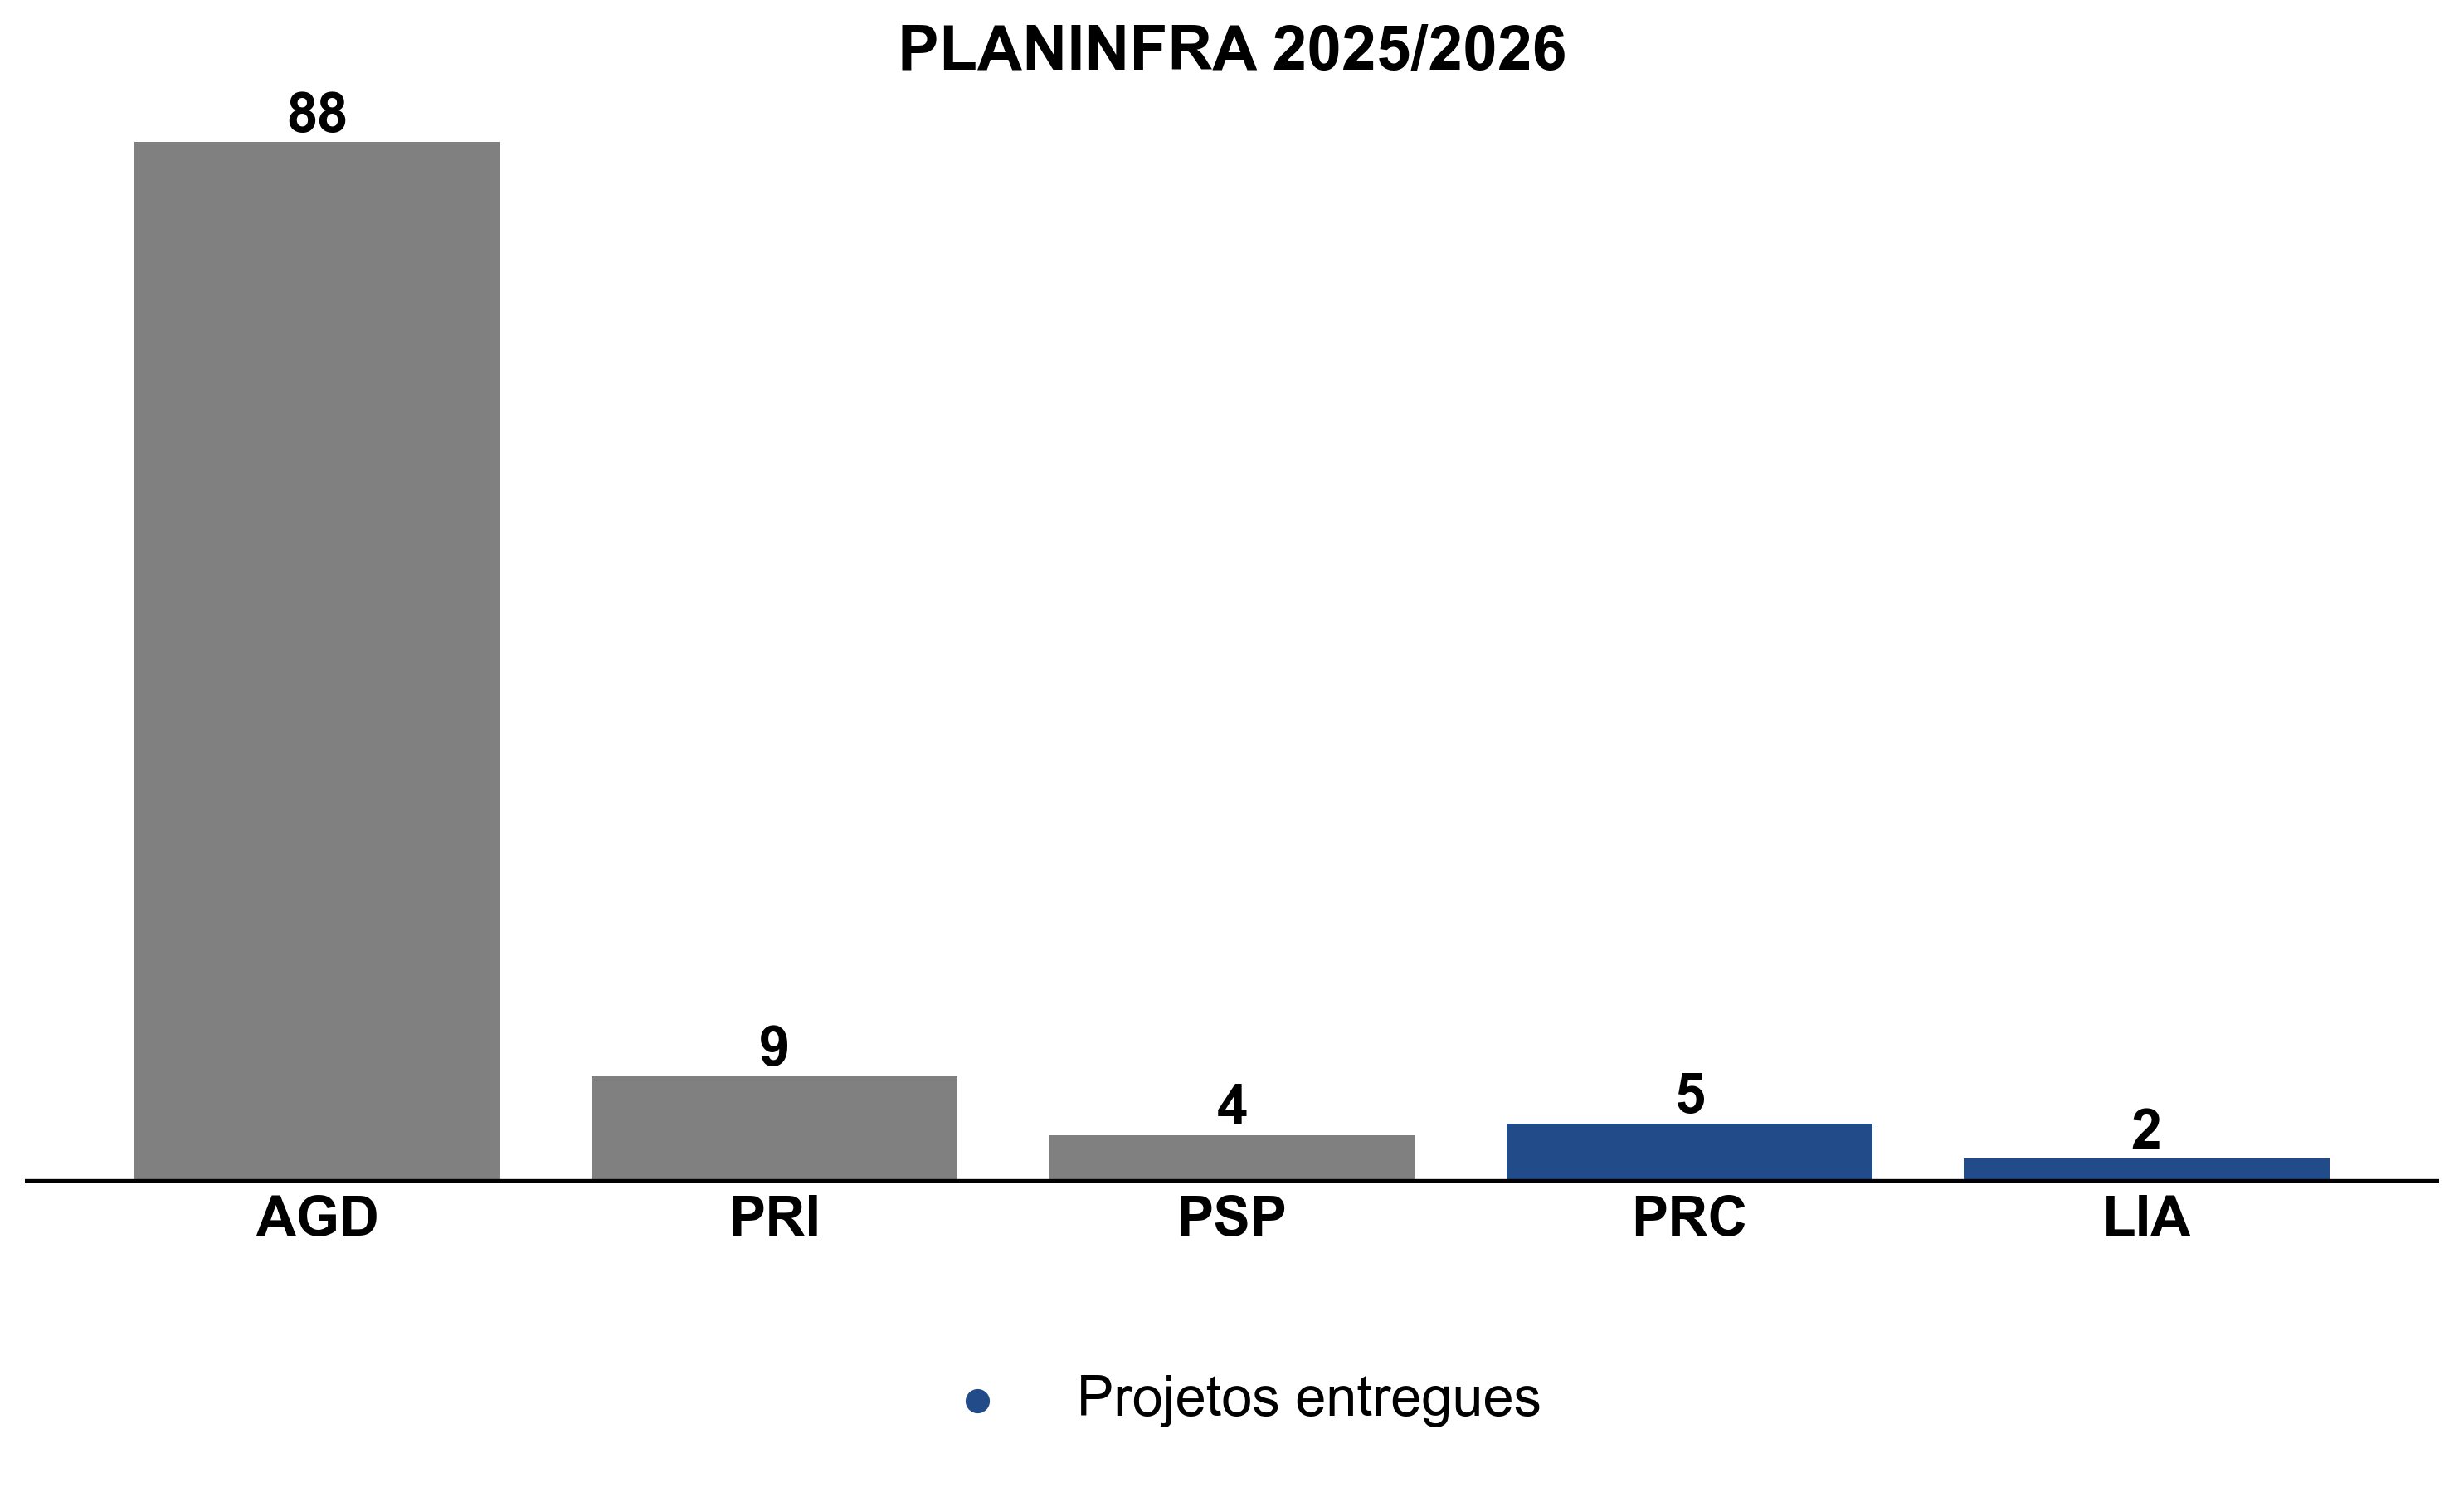 PLANINFRA 2025/2026
88
9
4
5
2
AGD PRI PSP PRC LIA
Projetos entregues